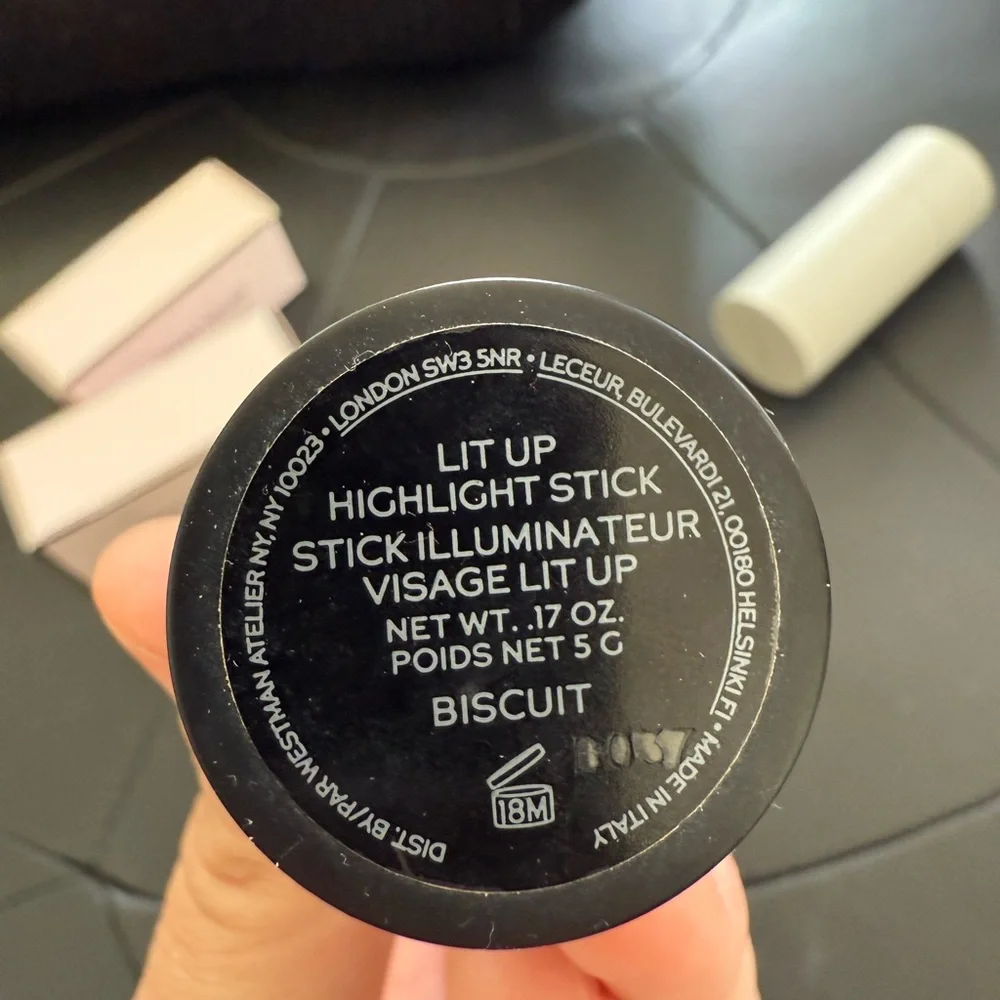 LIT UP
HIGHLIGHT STICK
STICK ILLUMINATEUR
VISAGE LIT UP
NET WT. .17 OZ.
POIDS NET 5 G
BISCUIT
18M
DIST. BY/PAR WESTMAN ATELIER NY, NY 10023 • LONDON SW3 5NR • LECEUR, BULEVARDI 21, 00180 HELSINKI FI • MADE IN ITALY